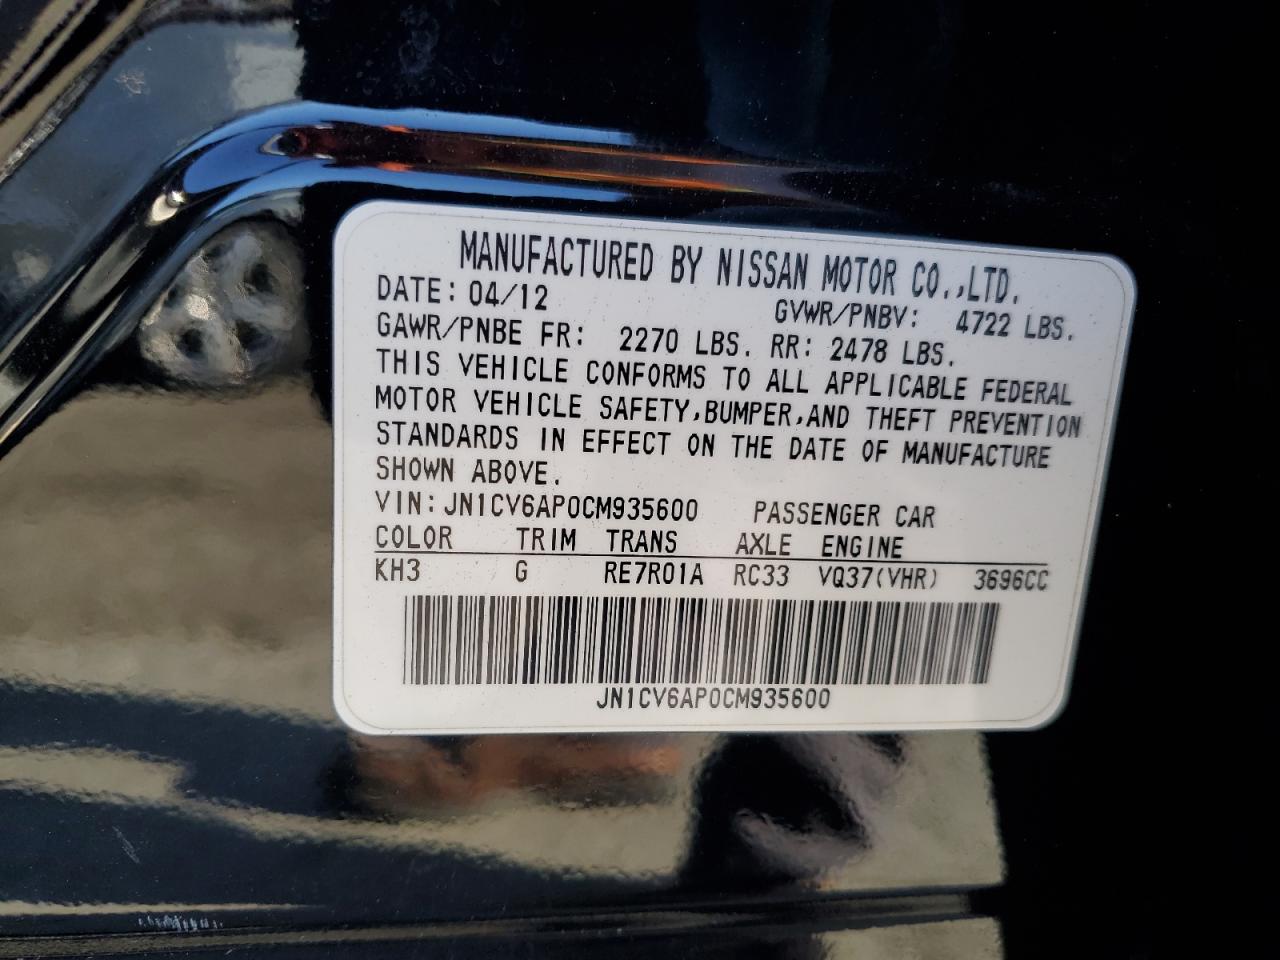 MANUFACTURED BY NISSAN MOTOR CO.,LTD.
DATE: 04/12 GVWR/PNBV: 4722 LBS.
GAWR/PNBE FR: 2270 LBS. RR: 2478 LBS.
THIS VEHICLE CONFORMS TO ALL APPLICABLE FEDERAL
MOTOR VEHICLE SAFETY,BUMPER,AND THEFT PREVENTION
STANDARDS IN EFFECT ON THE DATE OF MANUFACTURE
SHOWN ABOVE.
VIN:JN1CV6AP0CM935600 PASSENGER CAR
COLOR TRIM TRANS AXLE ENGINE
KH3 G RE7R01A RC33 VQ37(VHR) 3696CC
JN1CV6AP0CM935600